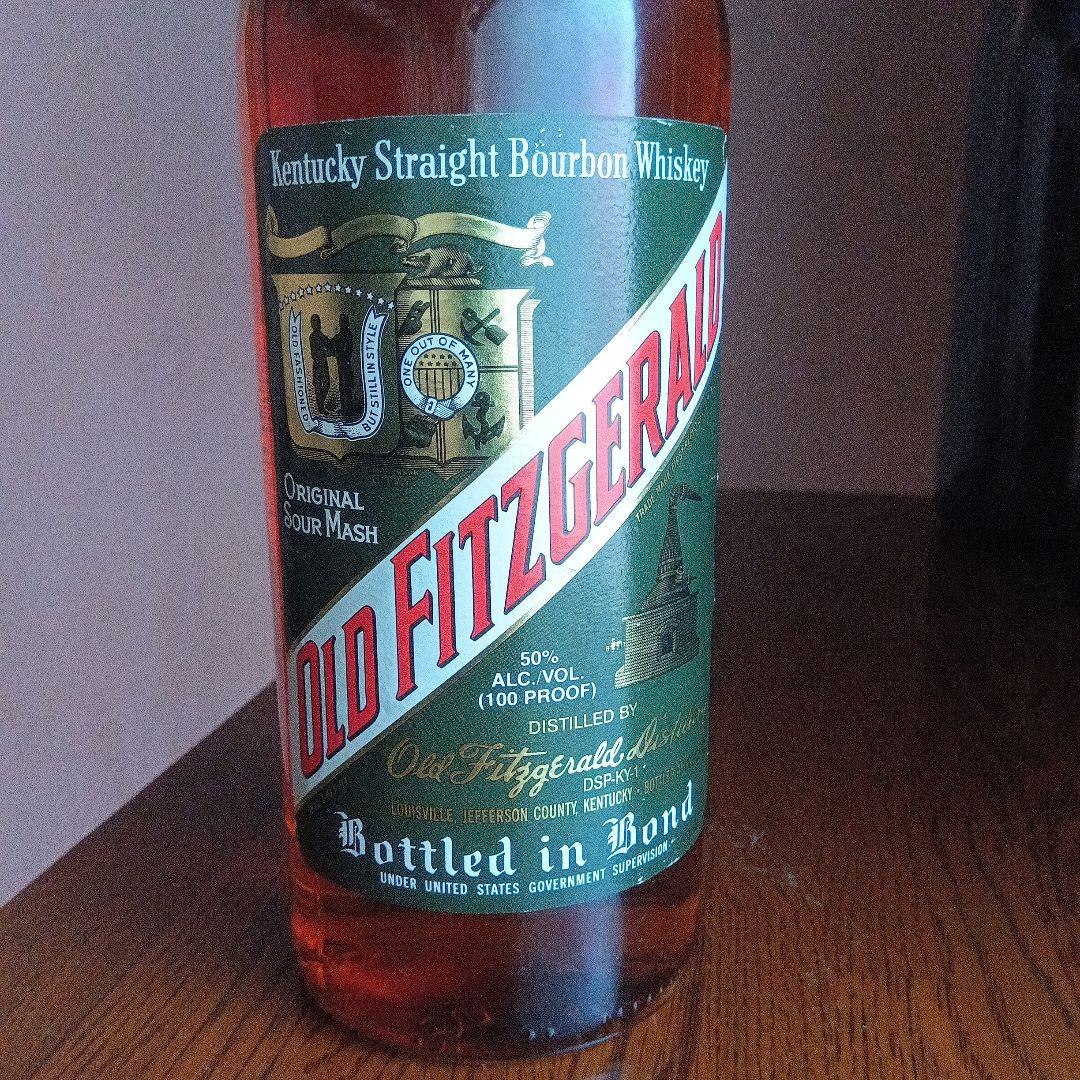 Kentucky Straight Bourbon Whiskey
OLD FASHIONED
BUT STILL IN STYLE
ONE OUT OF MANY
ORIGINAL
SOUR MASH
OLD FITZGERALD
TRADE MARK
50%
ALC./VOL.
(100 PROOF)
DISTILLED BY
Old Fitzgerald
DSP-KY-1
LOUISVILLE, JEFFERSON COUNTY, KENTUCKY
Bottled in Bond
UNDER UNITED STATES GOVERNMENT SUPERVISION